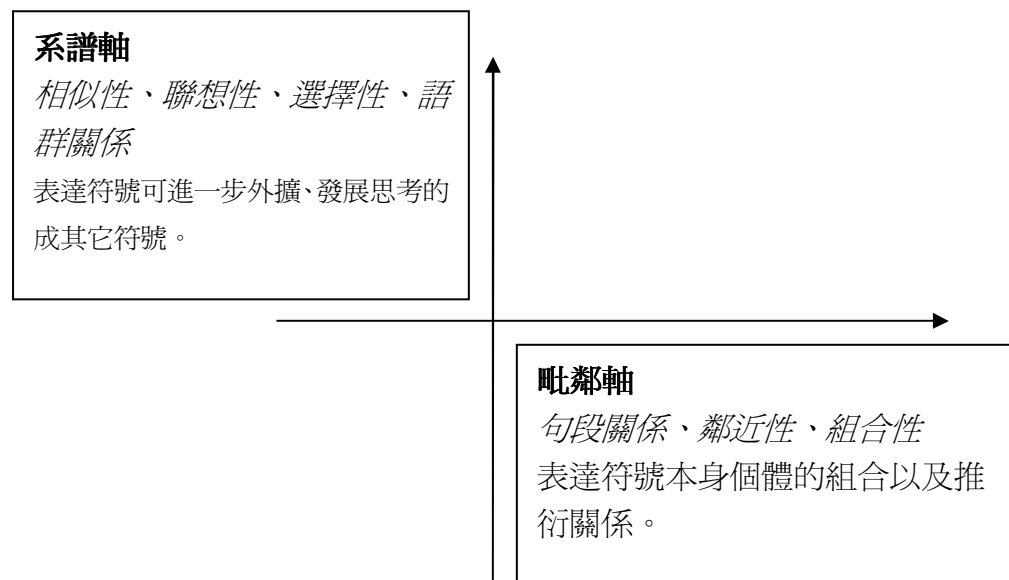 系譜軸
相似性、聯想性、選擇性、語
群關係
表達符號可進一步外擴、發展思考的
成其它符號。
毗鄰軸
句段關係、鄰近性、組合性
表達符號本身個體的組合以及推
衍關係。